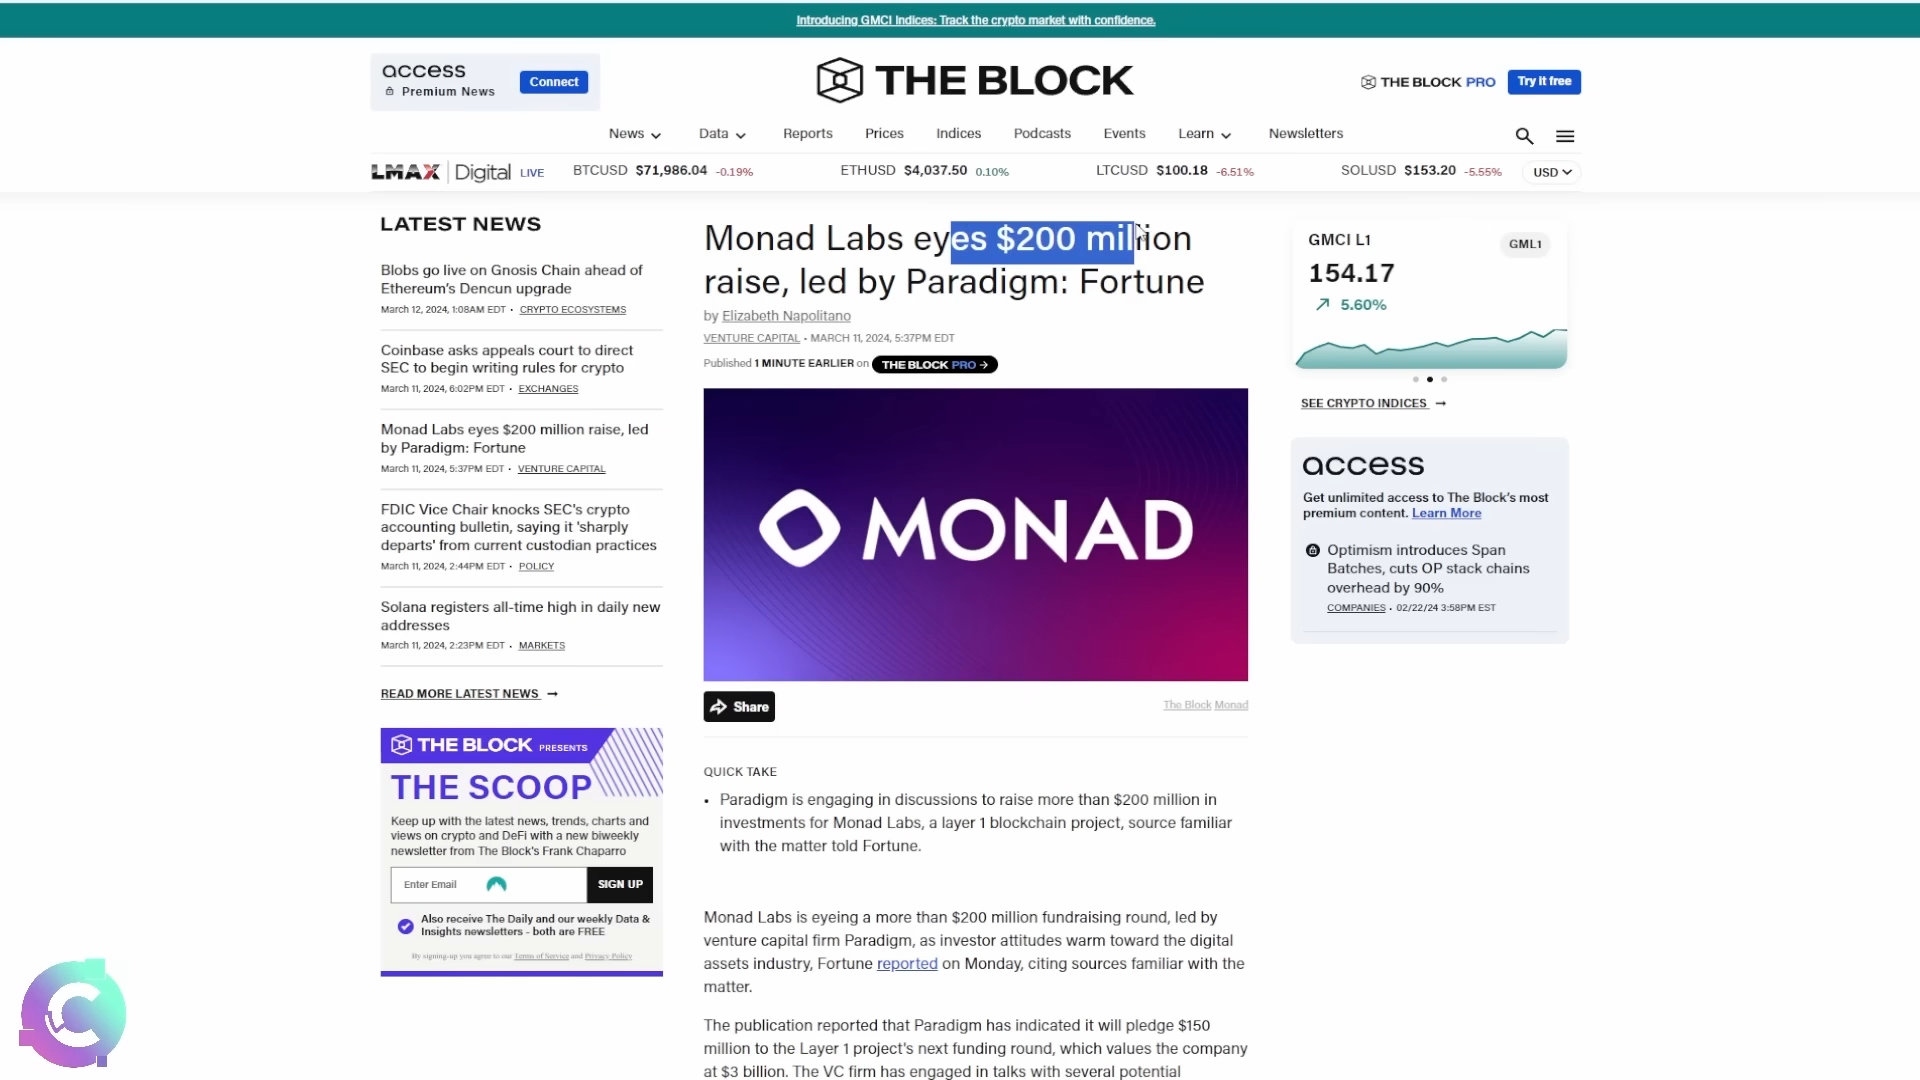 Introducing GMCI Indices: Track the crypto market with confidence.
access
Premium News
Connect
THE BLOCK
THE BLOCK PRO
Try it free
News
Data
Reports
Prices
Indices
Podcasts
Events
Learn
Newsletters
LMAX Digital LIVE
BTCUSD $71,986.04 -0.19%
ETHUSD $4,037.50 0.10%
LTCUSD $100.18 -6.51%
SOLUSD $153.20 -5.55%
USD
LATEST NEWS
Blobs go live on Gnosis Chain ahead of
Ethereum's Dencun upgrade
March 12, 2024, 1:08AM EDT • CRYPTO ECOSYSTEMS
Coinbase asks appeals court to direct
SEC to begin writing rules for crypto
March 11, 2024, 6:02PM EDT • EXCHANGES
Monad Labs eyes $200 million raise, led
by Paradigm: Fortune
March 11, 2024, 5:37PM EDT • VENTURE CAPITAL
FDIC Vice Chair knocks SEC's crypto
accounting bulletin, saying it 'sharply
departs' from current custodian practices
March 11, 2024, 2:44PM EDT • POLICY
Solana registers all-time high in daily new
addresses
March 11, 2024, 2:23PM EDT • MARKETS
READ MORE LATEST NEWS →
THE BLOCK PRESENTS
THE SCOOP
Keep up with the latest news, trends, charts and
views on crypto and DeFi with a new biweekly
newsletter from The Block's Frank Chaparro
Enter Email
SIGN UP
Also receive The Daily and our weekly Data &
Insights newsletters - both are FREE
By signing-up you agree to our Terms of Service and Privacy Policy
Monad Labs eyes $200 million
raise, led by Paradigm: Fortune
by Elizabeth Napolitano
VENTURE CAPITAL • MARCH 11, 2024, 5:37PM EDT
Published 1 MINUTE EARLIER on THE BLOCK PRO →
MONAD
Share
The Block Monad
QUICK TAKE
• Paradigm is engaging in discussions to raise more than $200 million in
investments for Monad Labs, a layer 1 blockchain project, source familiar
with the matter told Fortune.
Monad Labs is eyeing a more than $200 million fundraising round, led by
venture capital firm Paradigm, as investor attitudes warm toward the digital
assets industry, Fortune reported on Monday, citing sources familiar with the
matter.
The publication reported that Paradigm has indicated it will pledge $150
million to the Layer 1 project's next funding round, which values the company
at $3 billion. The VC firm has engaged in talks with several potential
GMCI L1
GML1
154.17
5.60%
SEE CRYPTO INDICES →
access
Get unlimited access to The Block's most
premium content. Learn More
Optimism introduces Span
Batches, cuts OP stack chains
overhead by 90%
COMPANIES • 02/22/24 3:58PM EST